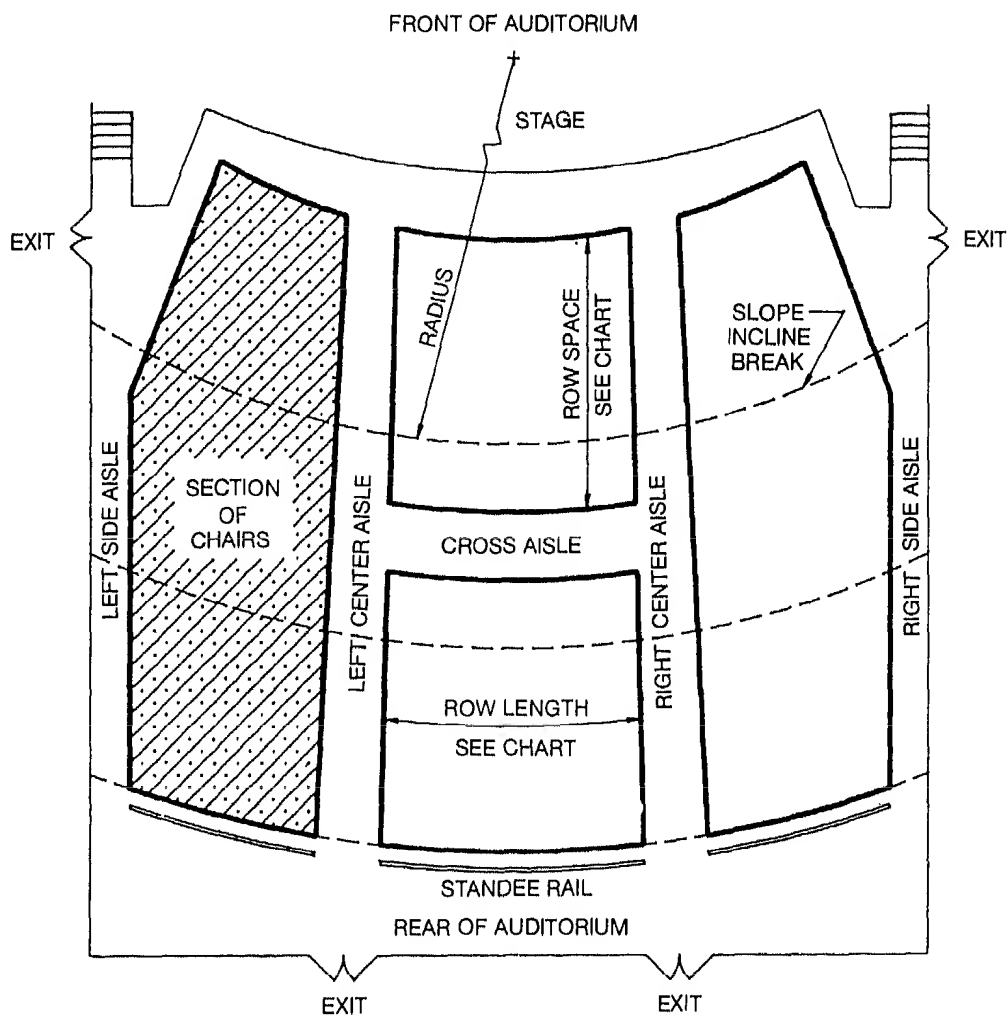 FRONT OF AUDITORIUM
STAGE
EXIT
EXIT
RADIUS
ROW SPACE
SEE CHART
SLOPE
INCLINE
BREAK
LEFT SIDE AISLE
SECTION
OF
CHAIRS
LEFT CENTER AISLE
CROSS AISLE
RIGHT CENTER AISLE
RIGHT SIDE AISLE
ROW LENGTH
SEE CHART
STANDEE RAIL
REAR OF AUDITORIUM
EXIT
EXIT